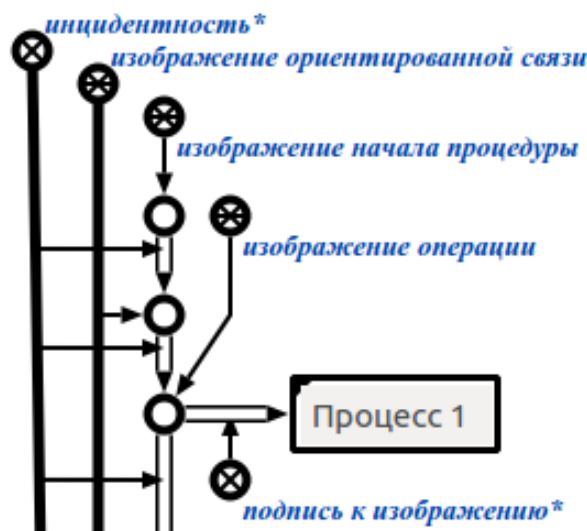 инцидентность*
изображение ориентированной связи
изображение начала процедуры
изображение операции
Процесс 1
подпись к изображению*